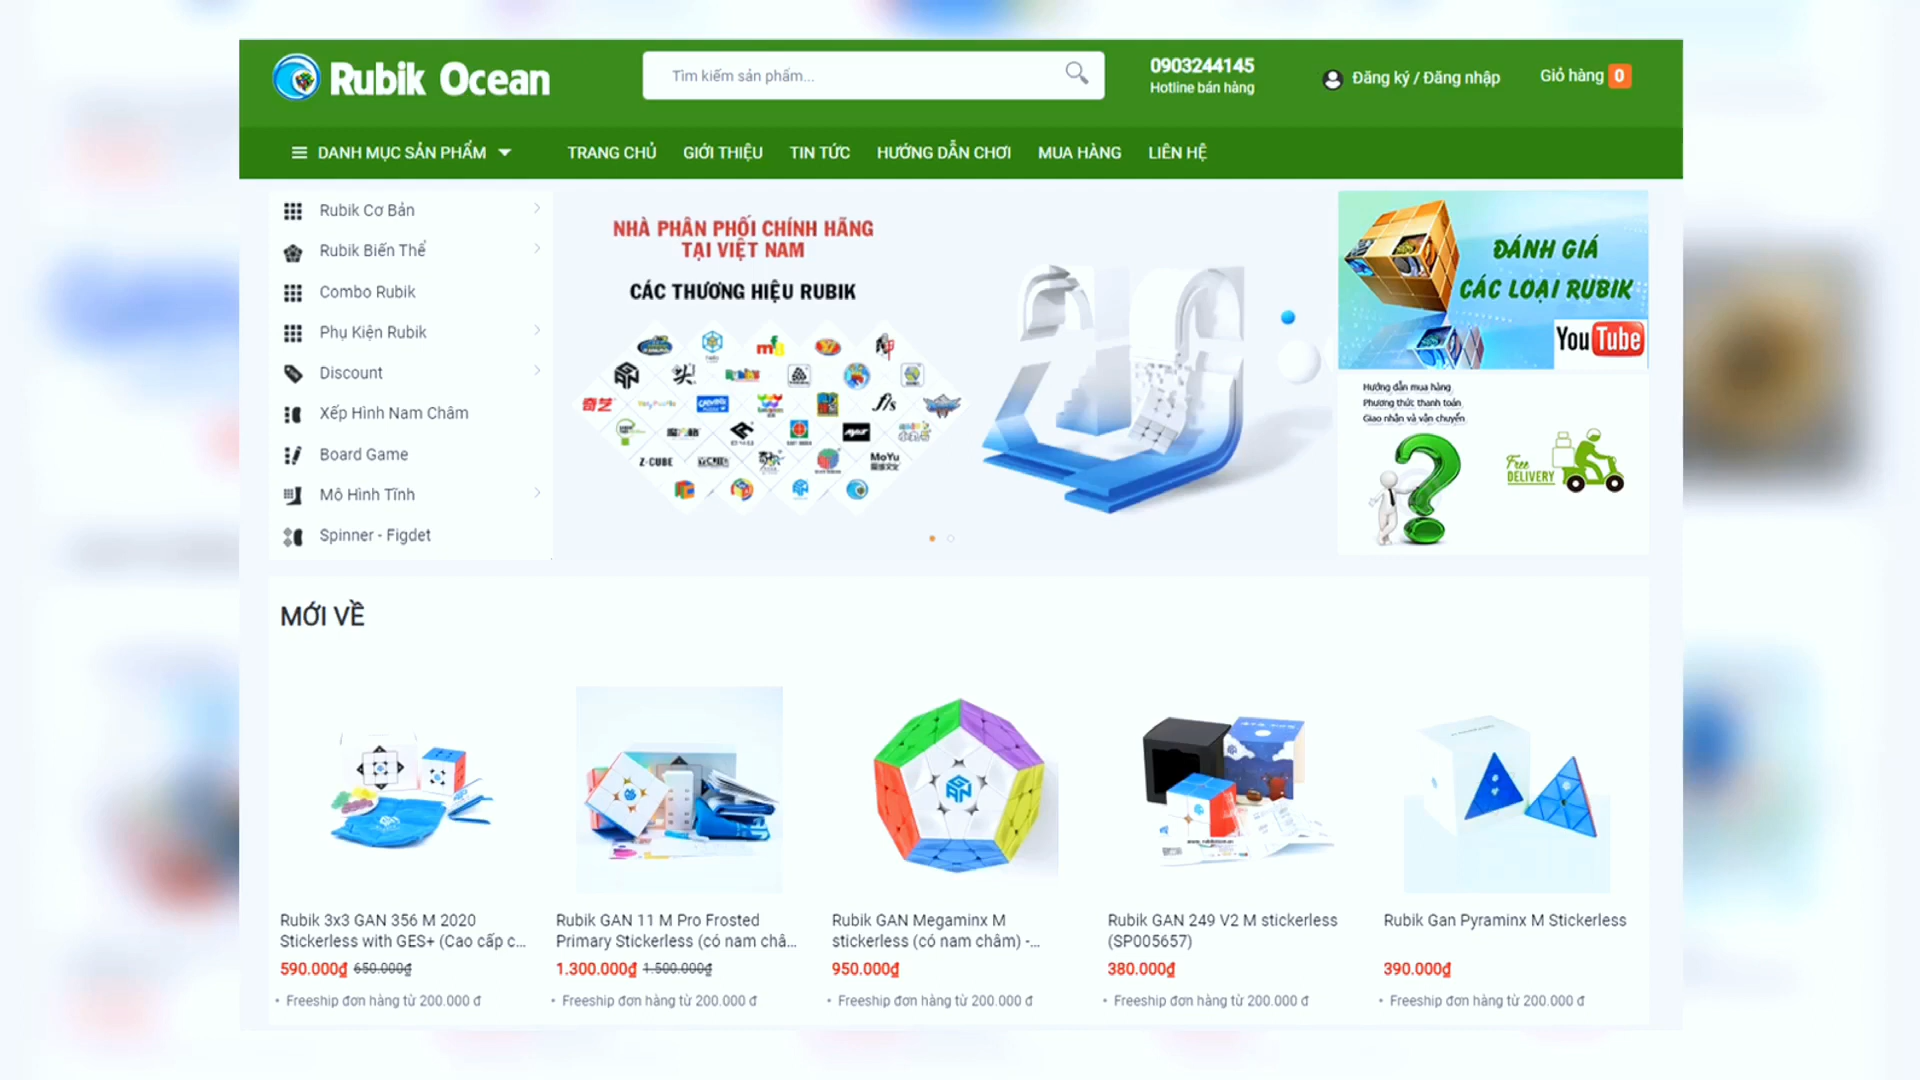 Rubik Ocean
Tìm kiếm sản phẩm...
0903244145
Hotline bán hàng
Đăng ký / Đăng nhập
Giỏ hàng 0
DANH MỤC SẢN PHẨM
TRANG CHỦ
GIỚI THIỆU
TIN TỨC
HƯỚNG DẪN CHƠI
MUA HÀNG
LIÊN HỆ
Rubik Cơ Bản
Rubik Biến Thể
Combo Rubik
Phụ Kiện Rubik
Discount
Xếp Hình Nam Châm
Board Game
Mô Hình Tĩnh
Spinner - Figdet
NHÀ PHÂN PHỐI CHÍNH HÃNG
TẠI VIỆT NAM
CÁC THƯƠNG HIỆU RUBIK
GAN
Rubik's
奇艺
f/s
Z-CUBE
MoYu
ĐÁNH GIÁ
CÁC LOẠI RUBIK
YouTube
Hướng dẫn mua hàng
Phương thức thanh toán
Giao nhận và vận chuyển
Free
DELIVERY
MỚI VỀ
GAN
Rubik 3x3 GAN 356 M 2020
Stickerless with GES+ (Cao cấp c...
590.000₫ 650.000₫
Freeship đơn hàng từ 200.000 đ
Rubik GAN 11 M Pro Frosted
Primary Stickerless (có nam châ...
1.300.000₫ 1.500.000₫
Freeship đơn hàng từ 200.000 đ
Rubik GAN Megaminx M
stickerless (có nam châm) -...
950.000₫
Freeship đơn hàng từ 200.000 đ
Rubik GAN 249 V2 M stickerless
(SP005657)
380.000₫
Freeship đơn hàng từ 200.000 đ
Rubik Gan Pyraminx M Stickerless
390.000₫
Freeship đơn hàng từ 200.000 đ